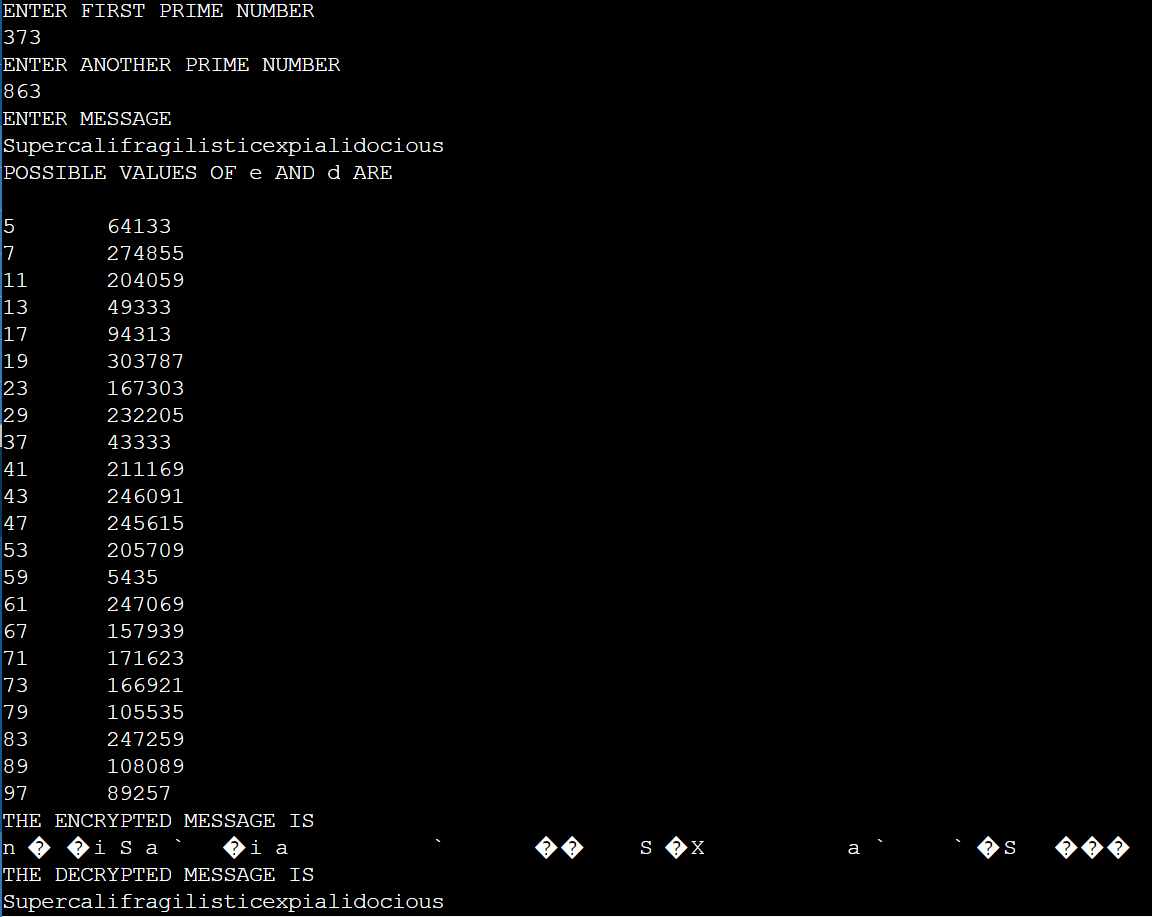 ENTER FIRST PRIME NUMBER
373
ENTER ANOTHER PRIME NUMBER
863
ENTER MESSAGE
Supercalifragilisticexpialidocious
POSSIBLE VALUES OF e AND d ARE
5 64133
7 274855
11 204059
13 49333
17 94313
19 303787
23 167303
29 232205
37 43333
41 211169
43 246091
47 245615
53 205709
59 5435
61 247069
67 157939
71 171623
73 166921
79 105535
83 247259
89 108089
97 89257
THE ENCRYPTED MESSAGE IS
n � �i S a ` �i a ` �� S �X a ` ` �S ���
THE DECRYPTED MESSAGE IS
Supercalifragilisticexpialidocious